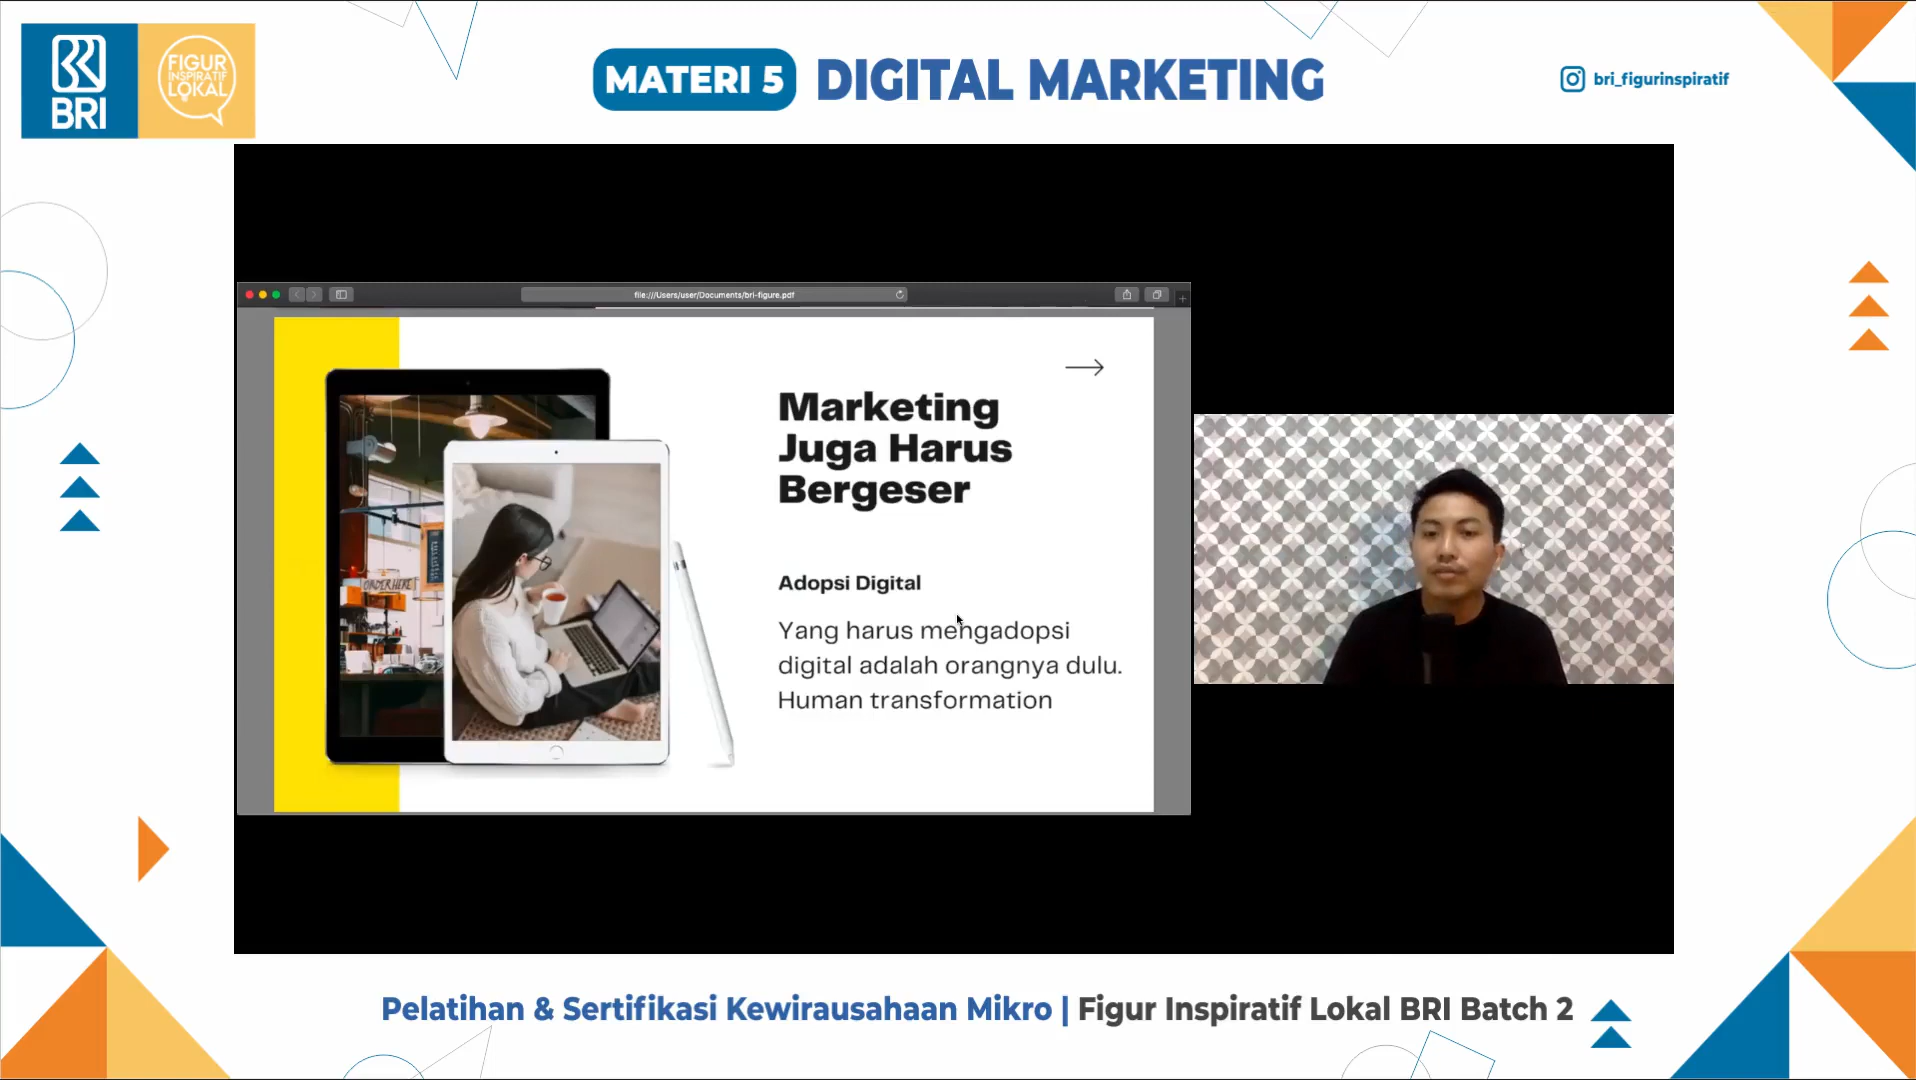 BRI
FIGUR
INSPIRATIF
LOKAL
MATERI 5 DIGITAL MARKETING
bri_figurinspiratif
file:///Users/user/Documents/bri-figure.pdf
Marketing
Juga Harus
Bergeser
ORDER HERE
Adopsi Digital
Yang harus mengadopsi
digital adalah orangnya dulu.
Human transformation
Pelatihan & Sertifikasi Kewirausahaan Mikro | Figur Inspiratif Lokal BRI Batch 2